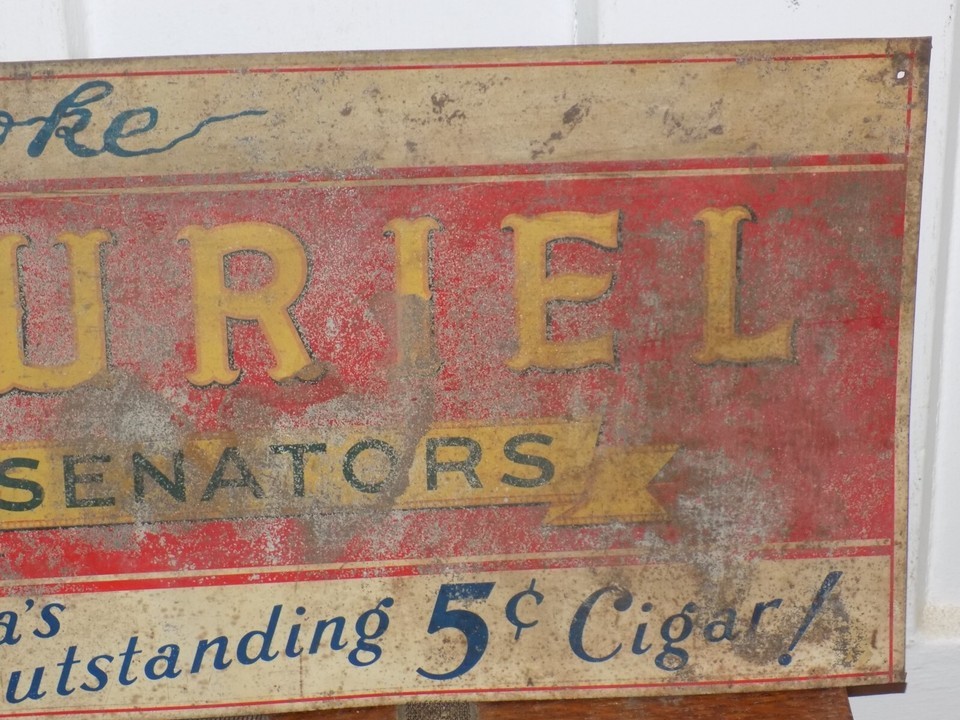 oke
URIEL
SENATORS
a's
utstanding 5¢ Cigar!